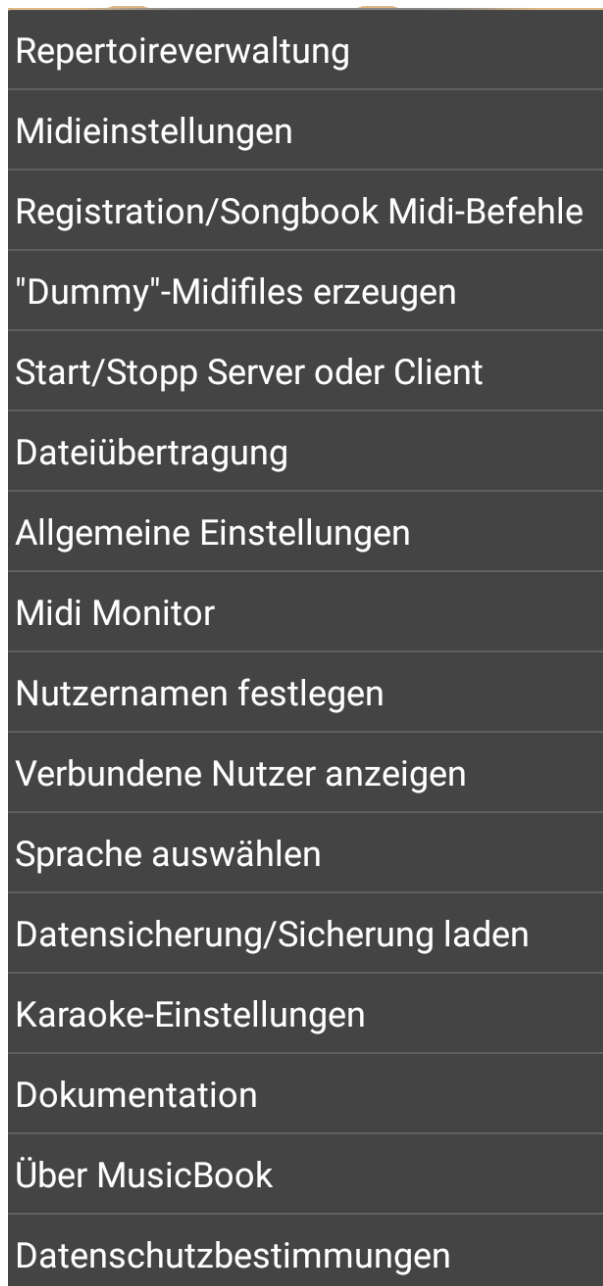 Repertoireverwaltung
Midieinstellungen
Registration/Songbook Midi-Befehle
"Dummy"-Midifiles erzeugen
Start/Stopp Server oder Client
Dateiübertragung
Allgemeine Einstellungen
Midi Monitor
Nutzernamen festlegen
Verbundene Nutzer anzeigen
Sprache auswählen
Datensicherung/Sicherung laden
Karaoke-Einstellungen
Dokumentation
Über MusicBook
Datenschutzbestimmungen